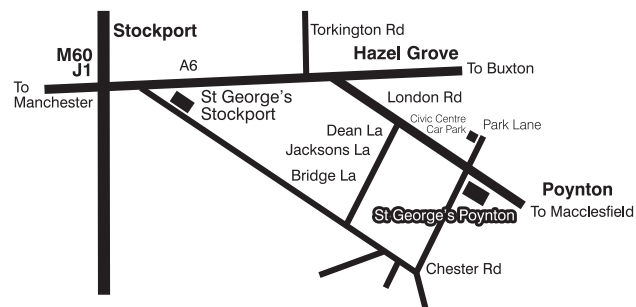 Stockport
Torkington Rd
M60
J1
Hazel Grove
A6
To Buxton
To
Manchester
St George's
Stockport
London Rd
Civic Centre
Car Park
Park Lane
Dean La
Jacksons La
Bridge La
Poynton
St George's Poynton
To Macclesfield
Chester Rd